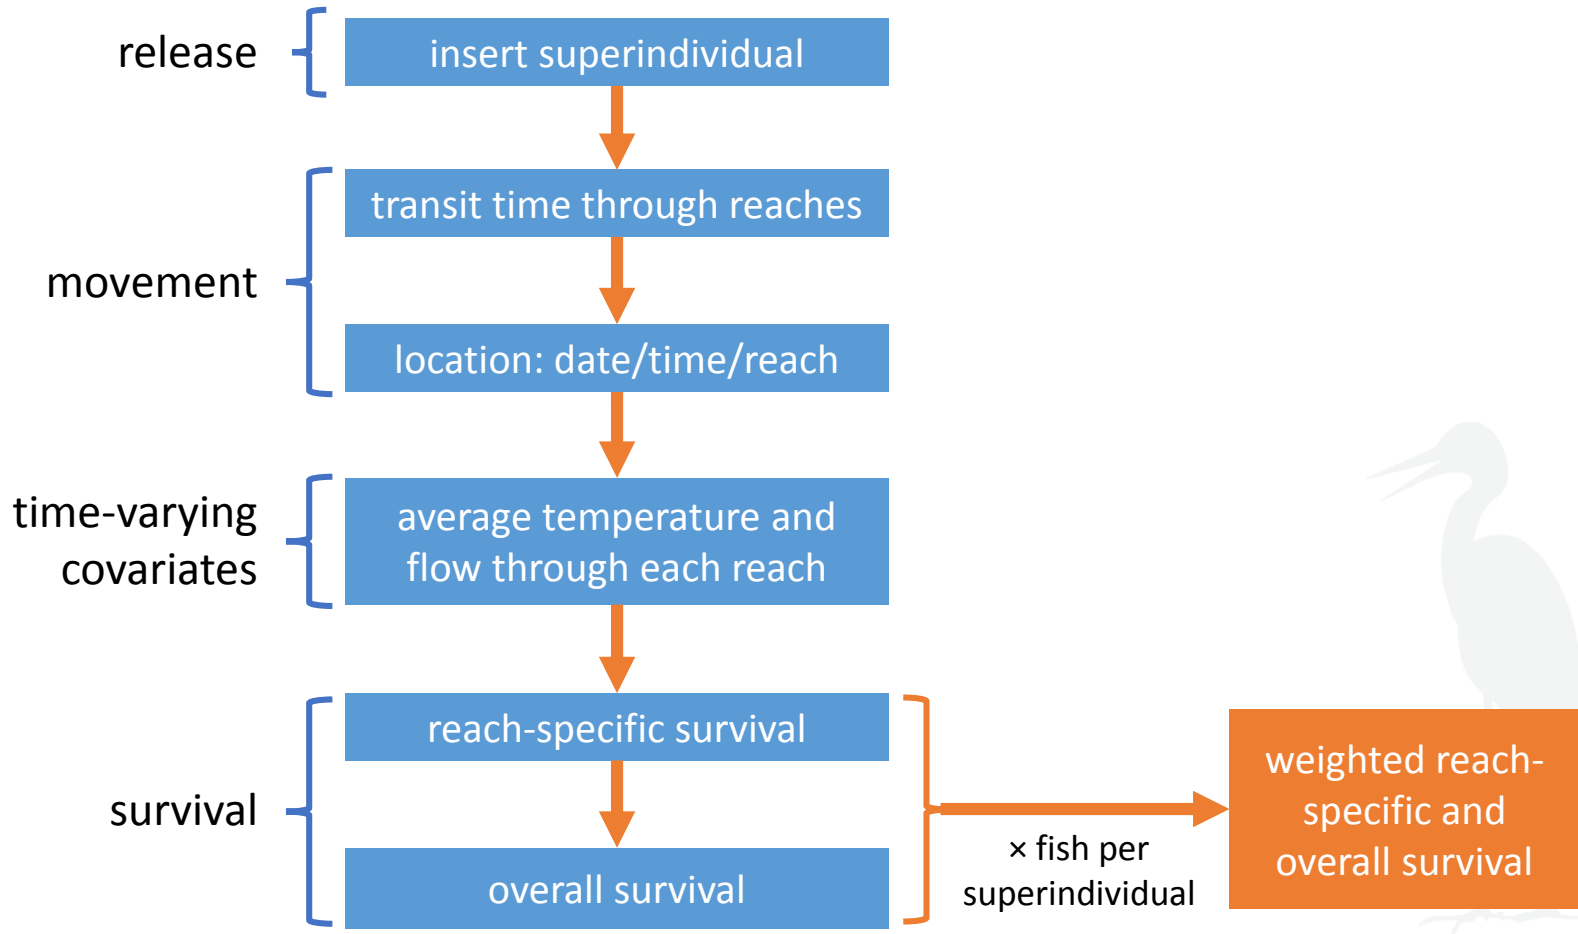 release
insert superindividual
movement
transit time through reaches
location: date/time/reach
time-varying
covariates
average temperature and
flow through each reach
survival
reach-specific survival
overall survival
× fish per
superindividual
weighted reach-
specific and
overall survival